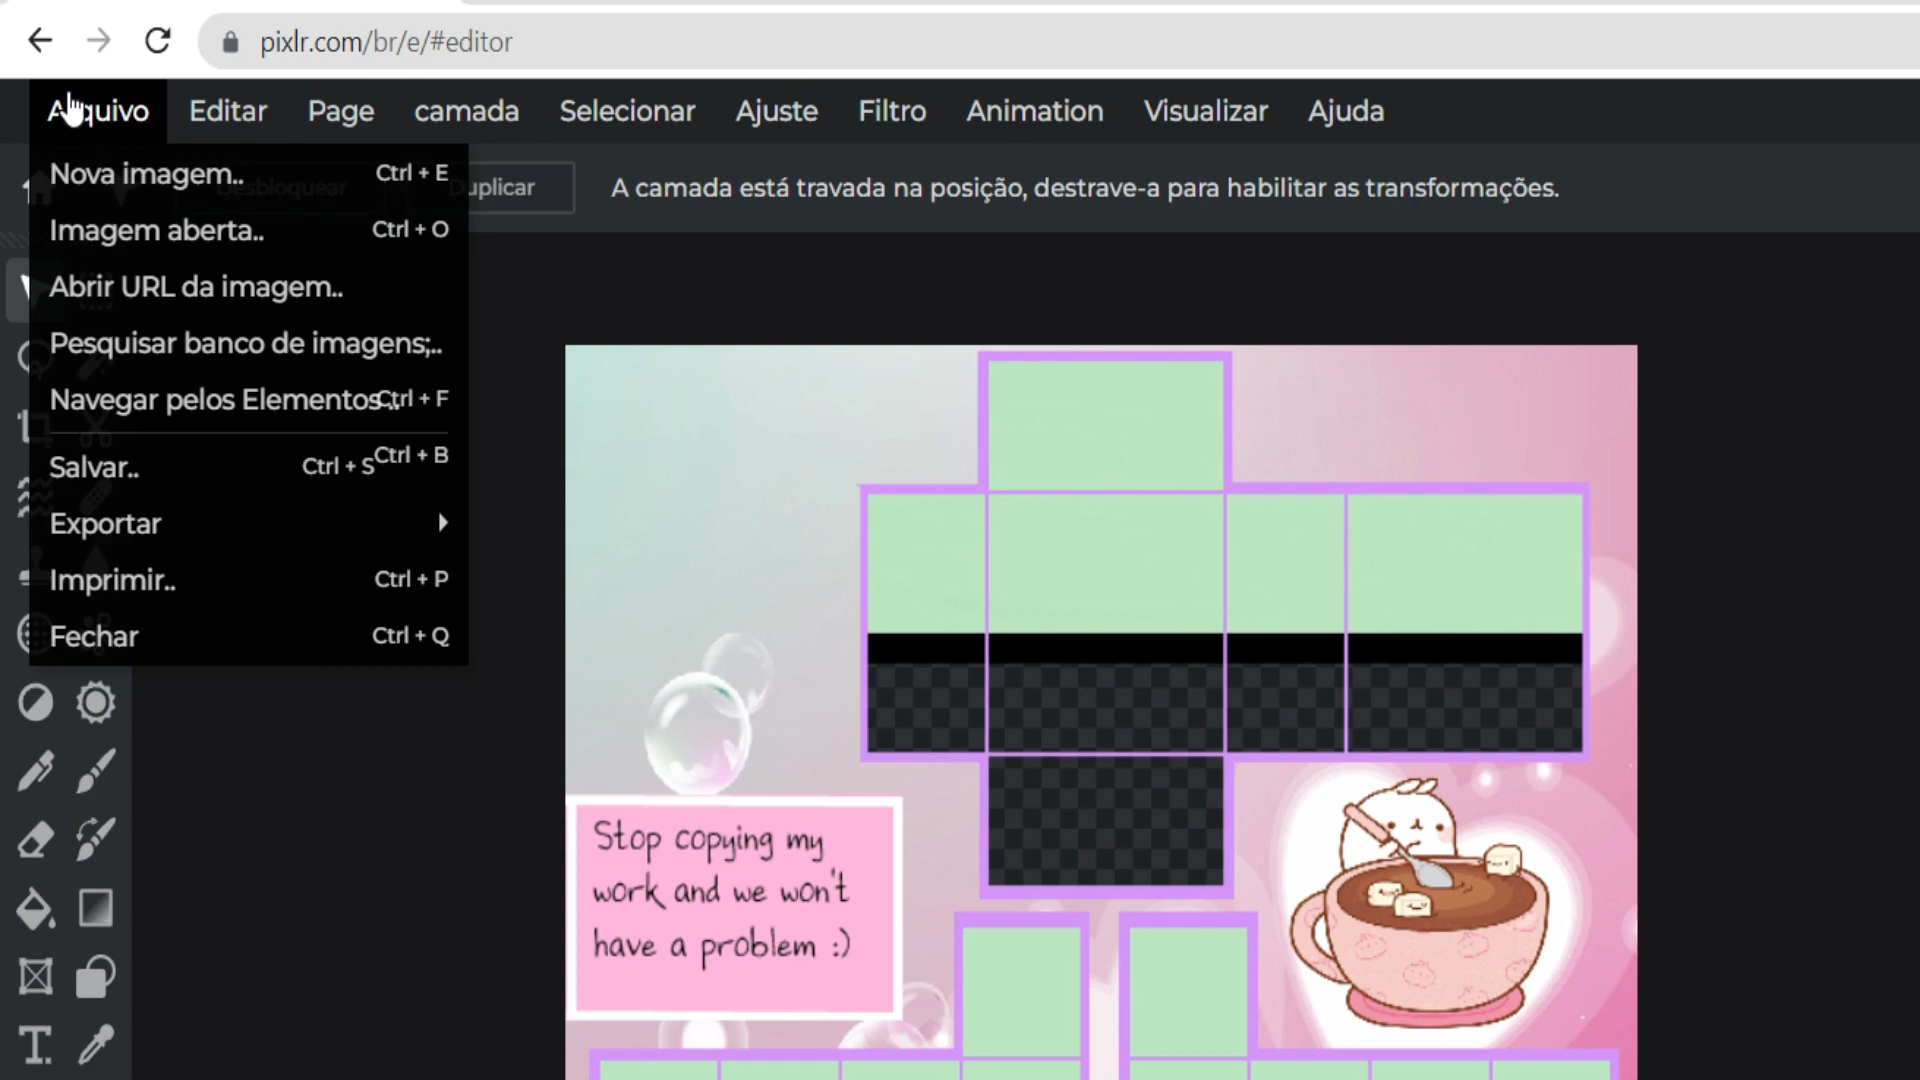 pixlr.com/br/e/#editor
Arquivo Editar Page camada Selecionar Ajuste Filtro Animation Visualizar Ajuda
Nova imagem.. Ctrl + E
Desbloquear
Duplicar
A camada está travada na posição, destrave-a para habilitar as transformações.
Imagem aberta.. Ctrl + O
Abrir URL da imagem..
Pesquisar banco de imagens;..
Navegar pelos Elementos .. Ctrl + F
Ctrl + B
Salvar.. Ctrl + S
Exportar
Imprimir.. Ctrl + P
Fechar Ctrl + Q
Stop copying my
work and we won't
have a problem :)